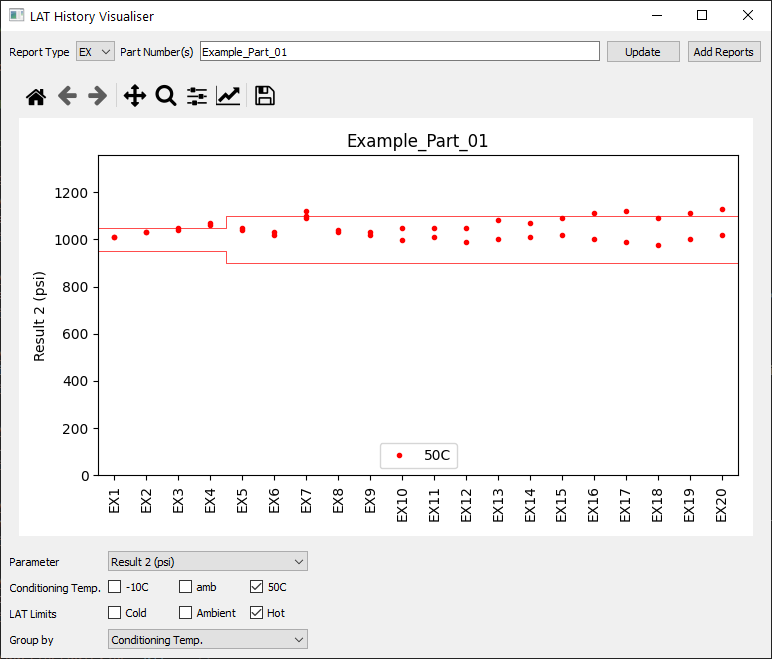 LAT History Visualiser
Report Type EX Part Number(s) Example_Part_01 Update Add Reports
Example_Part_01
1200
1000
800
600
400
200
0
Result 2 (psi)
50C
EX1 EX2 EX3 EX4 EX5 EX6 EX7 EX8 EX9 EX10 EX11 EX12 EX13 EX14 EX15 EX16 EX17 EX18 EX19 EX20
Parameter Result 2 (psi)
Conditioning Temp. -10C amb 50C
LAT Limits Cold Ambient Hot
Group by Conditioning Temp.